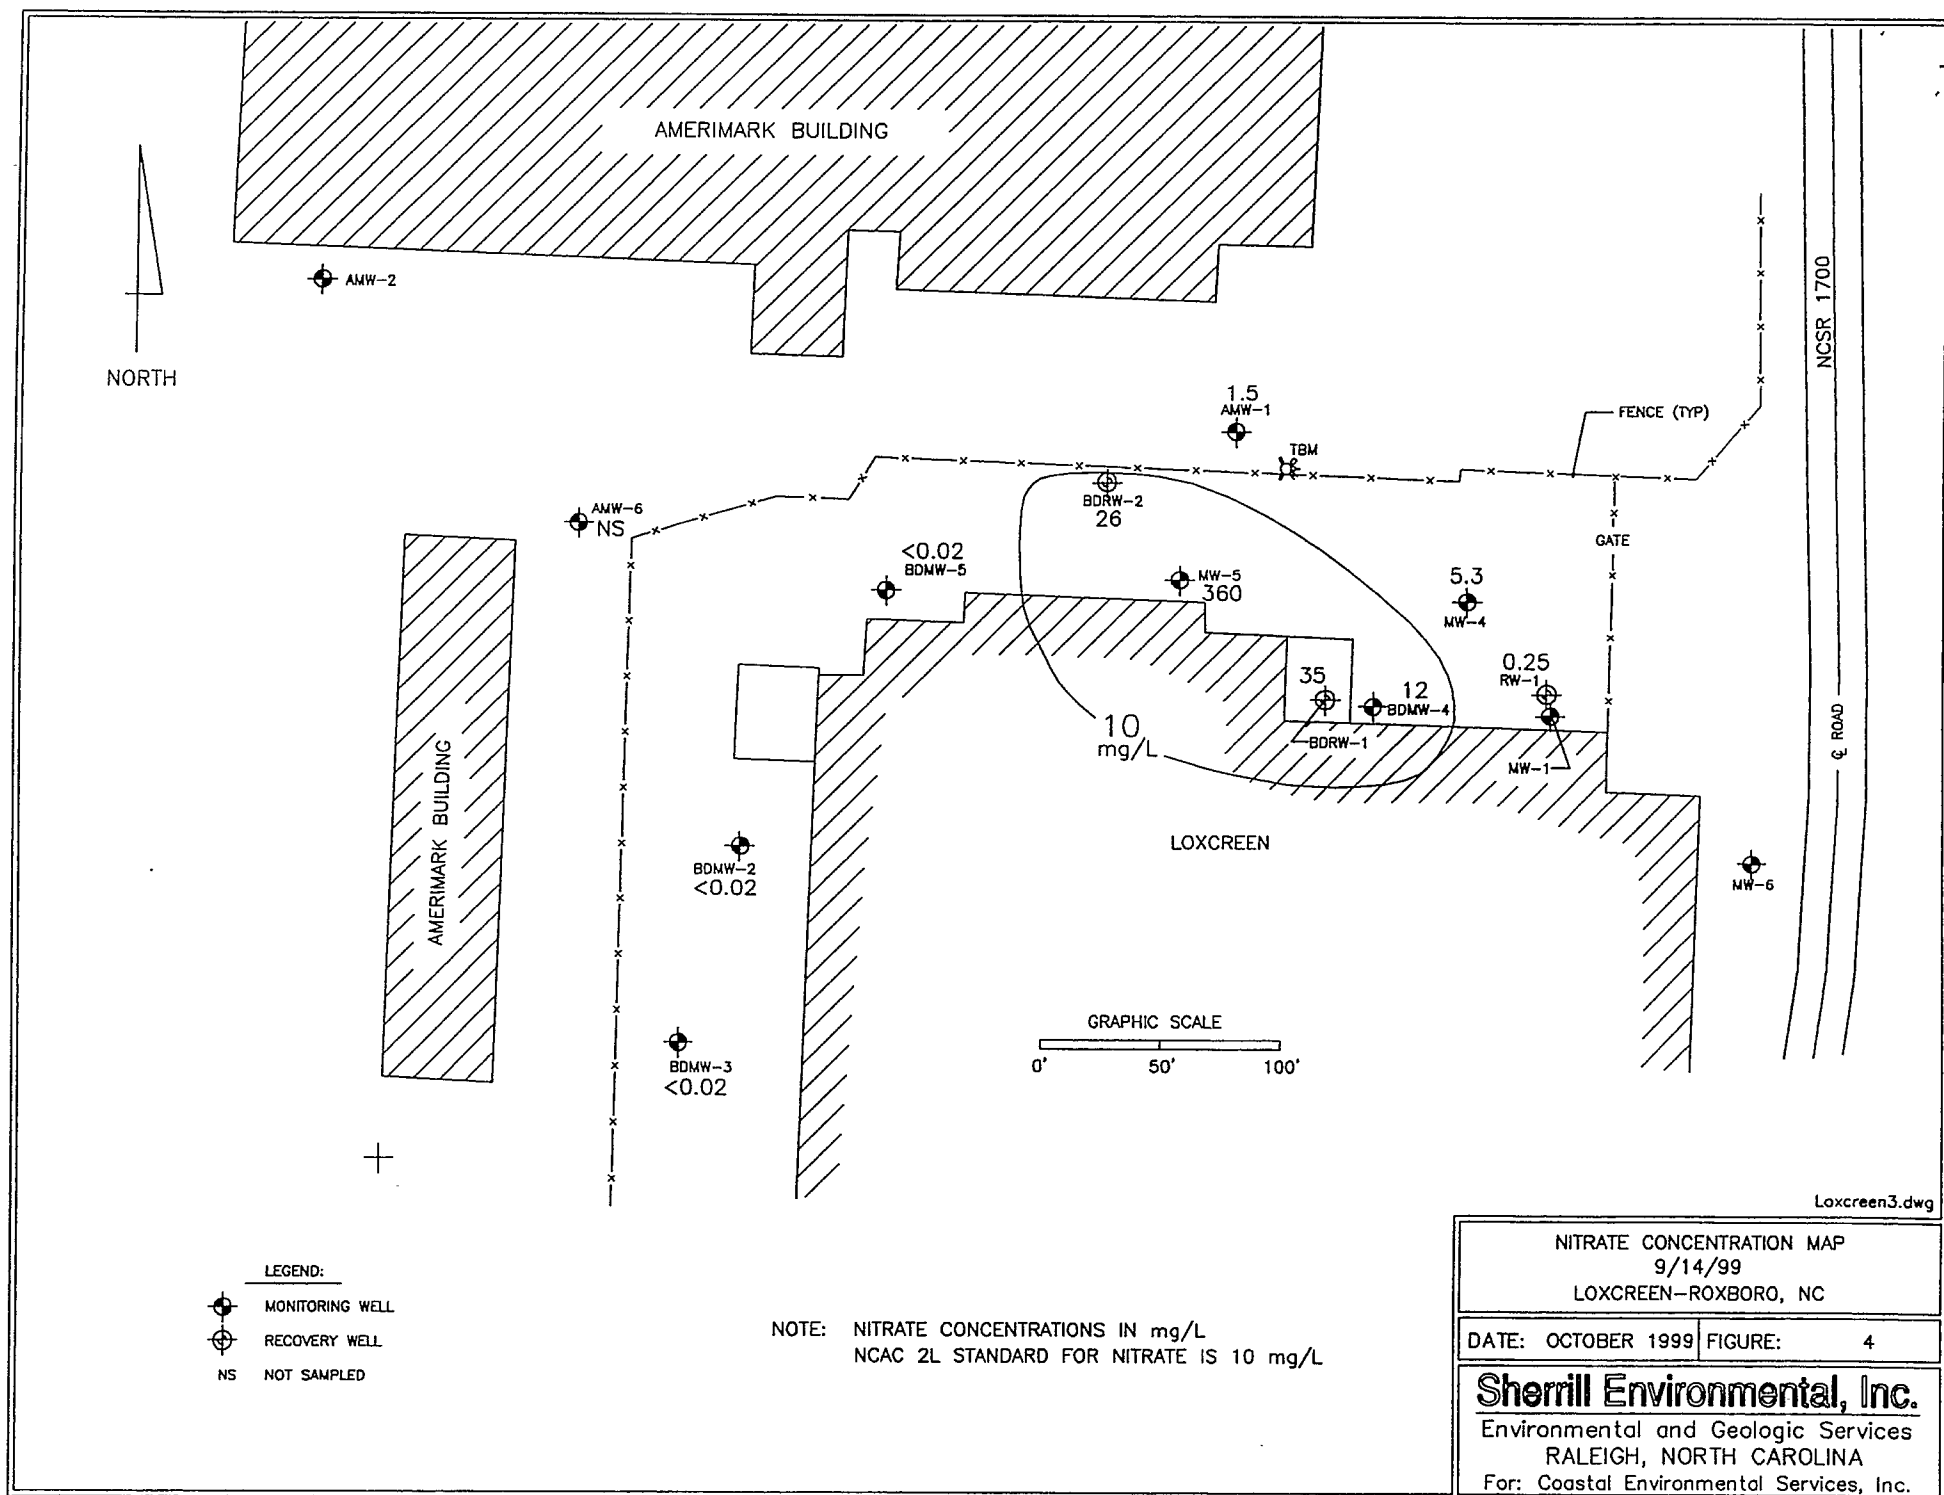 AMERIMARK BUILDING
AMW-2
NORTH
NCSR 1700
1.5
AMW-1
FENCE (TYP)
TBM
BDRW-2
26
AMW-6
NS
GATE
<0.02
BDMW-5
MW-5
360
5.3
MW-4
0.25
RW-1
35
12
BDMW-4
10
mg/L
BDRW-1
MW-1
℄ ROAD
AMERIMARK BUILDING
LOXCREEN
BDMW-2
<0.02
MW-6
GRAPHIC SCALE
0' 50' 100'
BDMW-3
<0.02
Loxcreen3.dwg
LEGEND:
MONITORING WELL
RECOVERY WELL
NS NOT SAMPLED
NOTE: NITRATE CONCENTRATIONS IN mg/L
NCAC 2L STANDARD FOR NITRATE IS 10 mg/L
NITRATE CONCENTRATION MAP
9/14/99
LOXCREEN-ROXBORO, NC
DATE: OCTOBER 1999 FIGURE: 4
Sherrill Environmental, Inc.
Environmental and Geologic Services
RALEIGH, NORTH CAROLINA
For: Coastal Environmental Services, Inc.